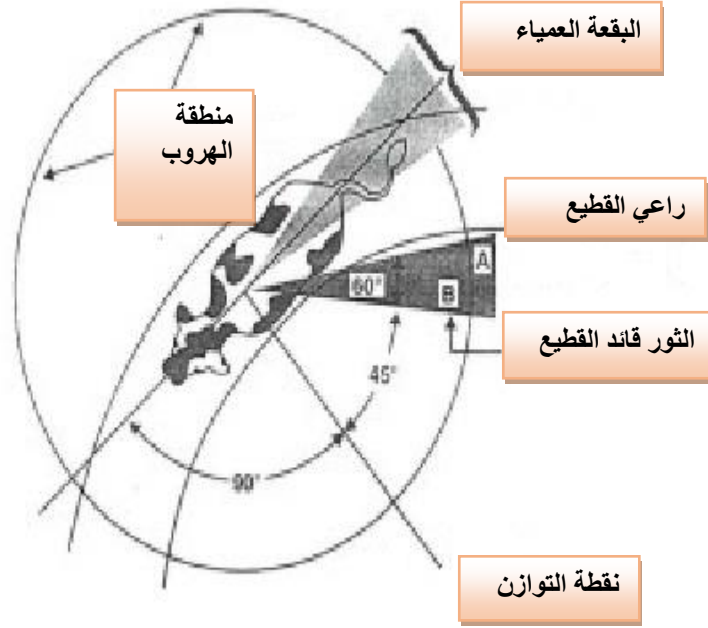 البقعة العمياء
منطقة
الهروب
راعي القطيع
A
60°
B
الثور قائد القطيع
45°
90°
نقطة التوازن